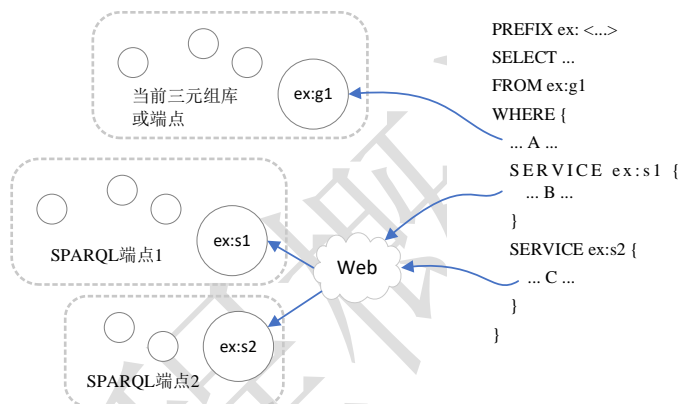 当前三元组库
或端点
ex:g1
SPARQL端点1
ex:s1
SPARQL端点2
ex:s2
Web
PREFIX ex: <...>
SELECT ...
FROM ex:g1
WHERE {
... A ...
SERVICE ex:s1 {
... B ...
}
SERVICE ex:s2 {
... C ...
}
}